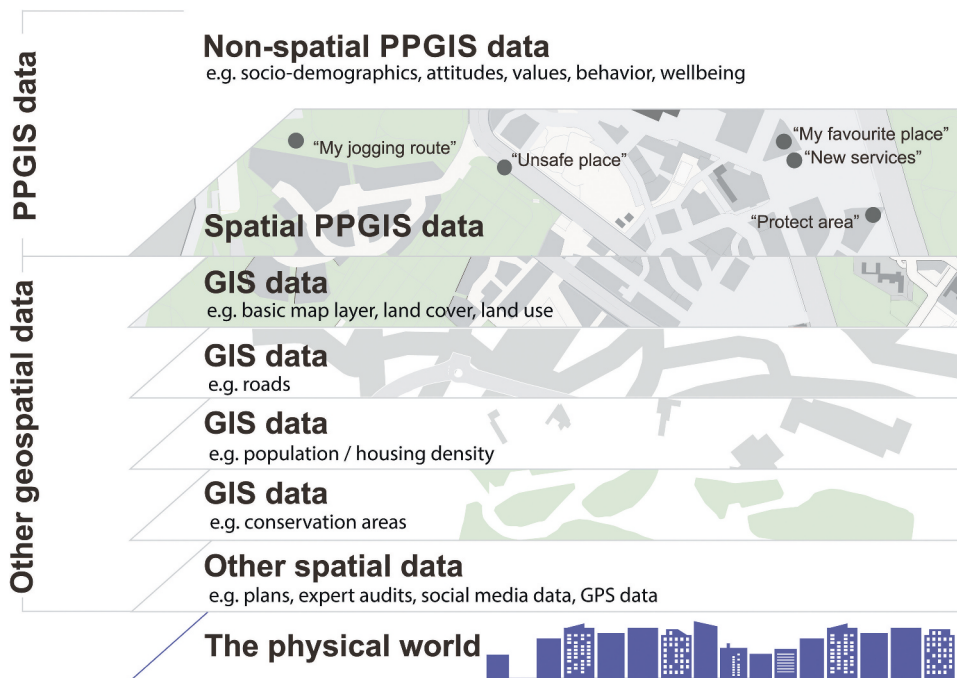 PPGIS data
Non-spatial PPGIS data
e.g. socio-demographics, attitudes, values, behavior, wellbeing
“My jogging route”
“Unsafe place”
“My favourite place”
“New services”
“Protect area”
Spatial PPGIS data
Other geospatial data
GIS data
e.g. basic map layer, land cover, land use
GIS data
e.g. roads
GIS data
e.g. population / housing density
GIS data
e.g. conservation areas
Other spatial data
e.g. plans, expert audits, social media data, GPS data
The physical world